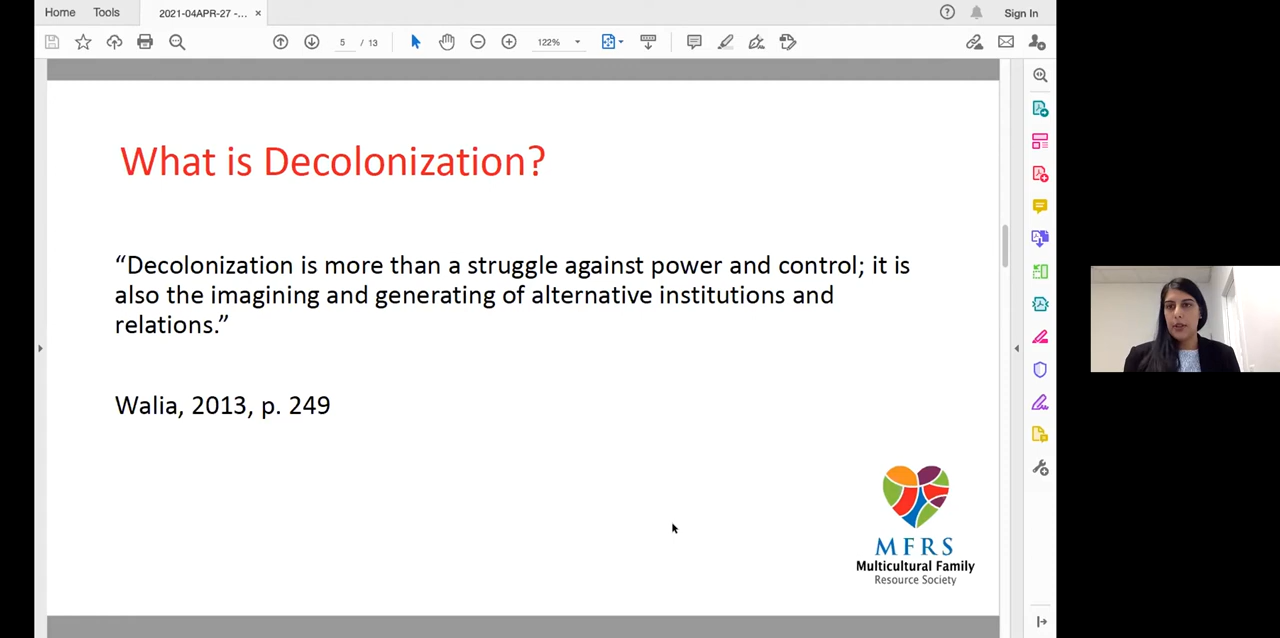 Home Tools 2021-04APR-27 -... × Sign In
5 / 13 122%
What is Decolonization?
“Decolonization is more than a struggle against power and control; it is
also the imagining and generating of alternative institutions and
relations.”
Walia, 2013, p. 249
MFRS
Multicultural Family
Resource Society